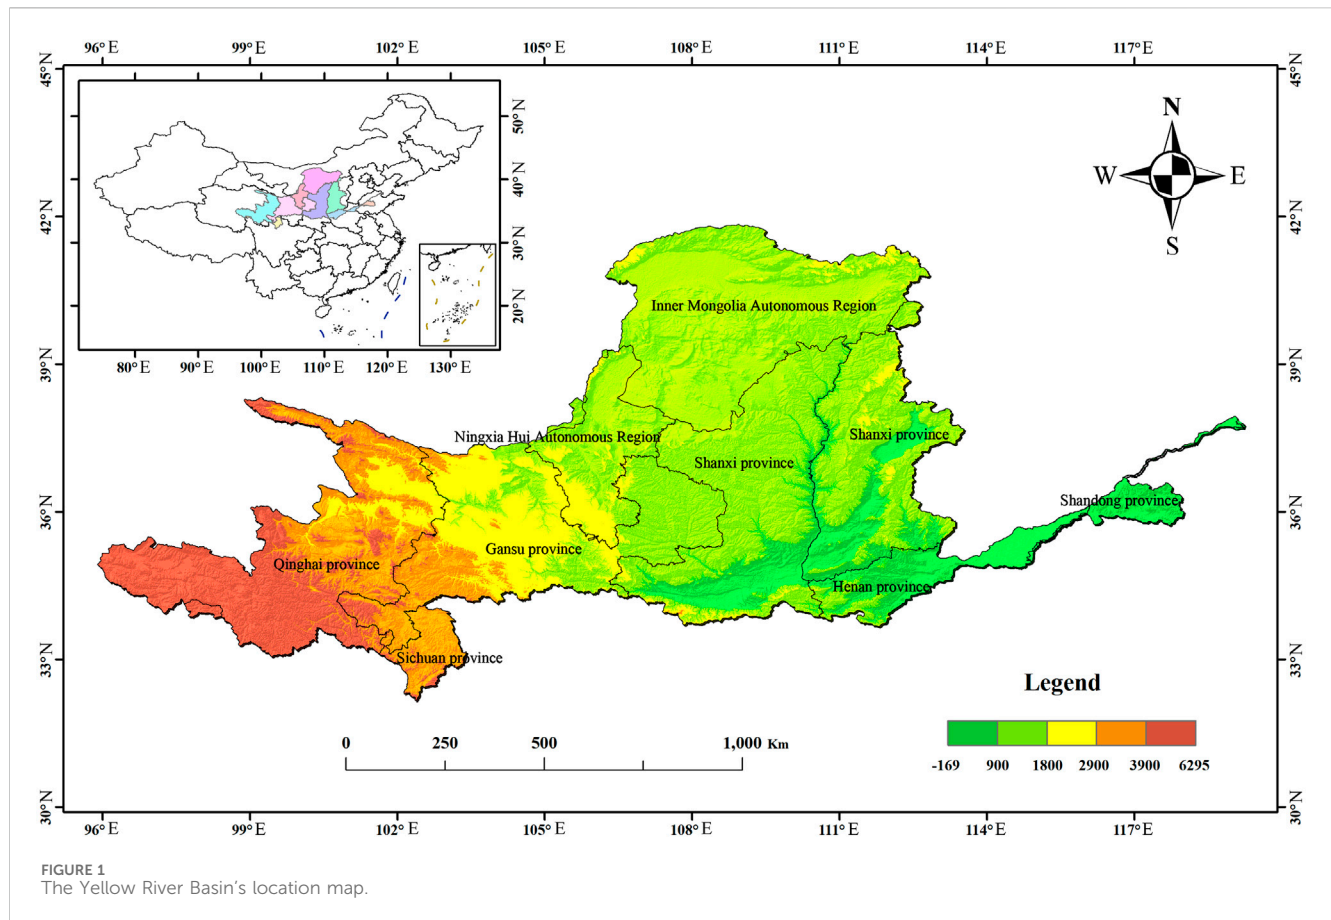 96°E 99°E 102°E 105°E 108°E 111°E 114°E 117°E
45°N 45°N
50°N
40°N
30°N
20°N
80°E 90°E 100°E 110°E 120°E 130°E
N
W E
S
42°N 42°N
Inner Mongolia Autonomous Region
39°N 39°N
Ningxia Hui Autonomous Region
Shanxi province
Shanxi province
Shandong province
36°N 36°N
Gansu province
Qinghai province
Henan province
Sichuan province
33°N 33°N
Legend
0 250 500 1,000 Km
-169 900 1800 2900 3900 6295
30°N 30°N
96°E 99°E 102°E 105°E 108°E 111°E 114°E 117°E
FIGURE 1
The Yellow River Basin's location map.